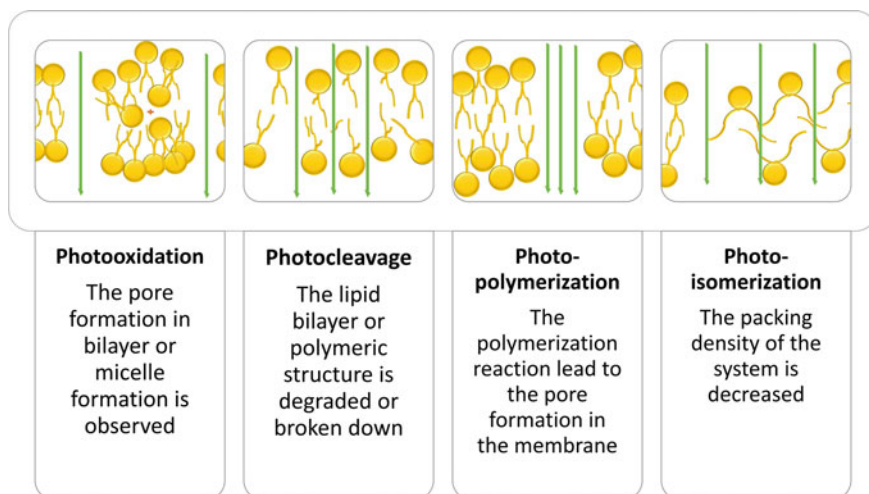 Photooxidation
The pore
formation in
bilayer or
micelle
formation is
observed
Photocleavage
The lipid
bilayer or
polymeric
structure is
degraded or
broken down
Photo-
polymerization
The
polymerization
reaction lead to
the pore
formation in
the membrane
Photo-
isomerization
The packing
density of the
system is
decreased